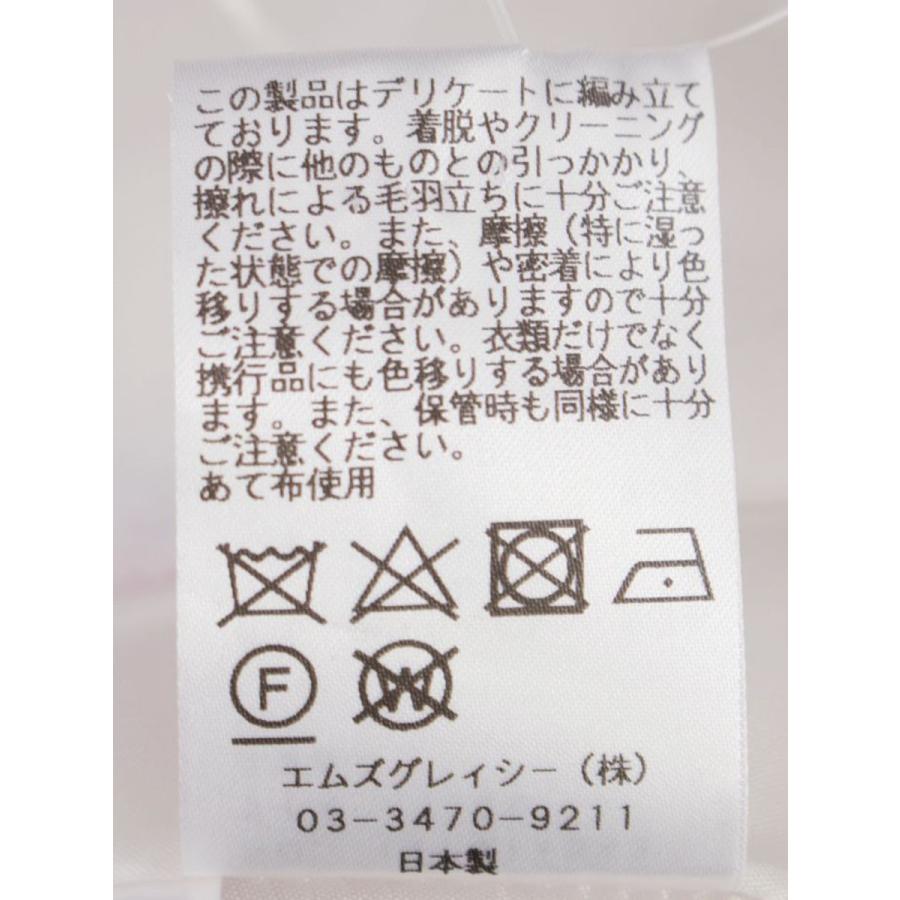 この製品はデリケートに編み立て
ております。着脱やクリーニング
の際に他のものとの引っかかり、
擦れによる毛羽立ちに十分ご注意
ください。また、摩擦（特に湿っ
た状態での摩擦）や密着により色
移りする場合がありますので十分
ご注意ください。衣類だけでなく
携行品にも色移りする場合があり
ます。また、保管時も同様に十分
ご注意ください。
あて布使用
F
W
エムズグレィシー（株）
03-3470-9211
日本製